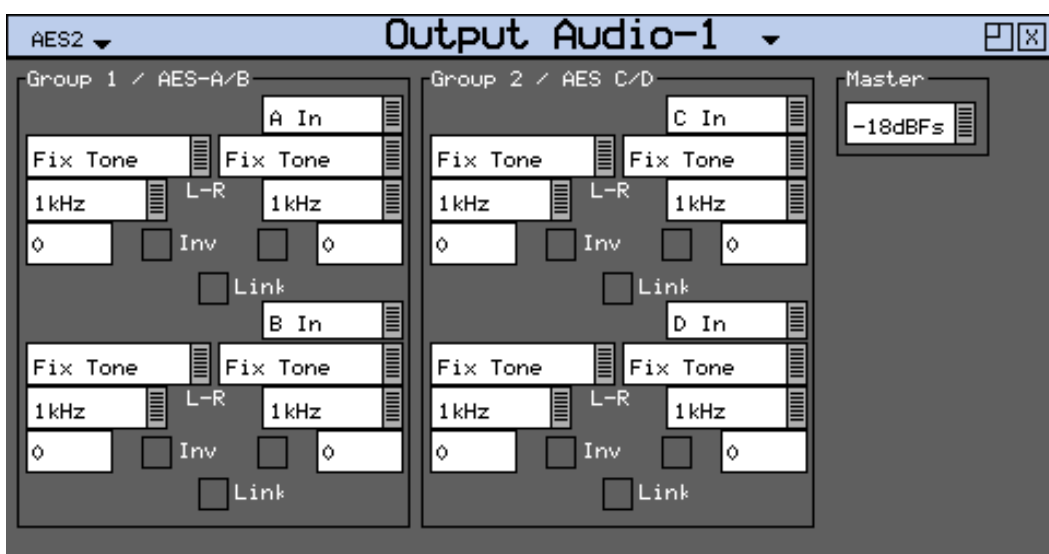 AES2
Output Audio-1
Group 1 / AES-A/B
A In
Fix Tone Fix Tone
1kHz L-R 1kHz
0 Inv 0
Link
B In
Fix Tone Fix Tone
1kHz L-R 1kHz
0 Inv 0
Link
Group 2 / AES C/D
C In
Fix Tone Fix Tone
1kHz L-R 1kHz
0 Inv 0
Link
D In
Fix Tone Fix Tone
1kHz L-R 1kHz
0 Inv 0
Link
Master
-18dBFs